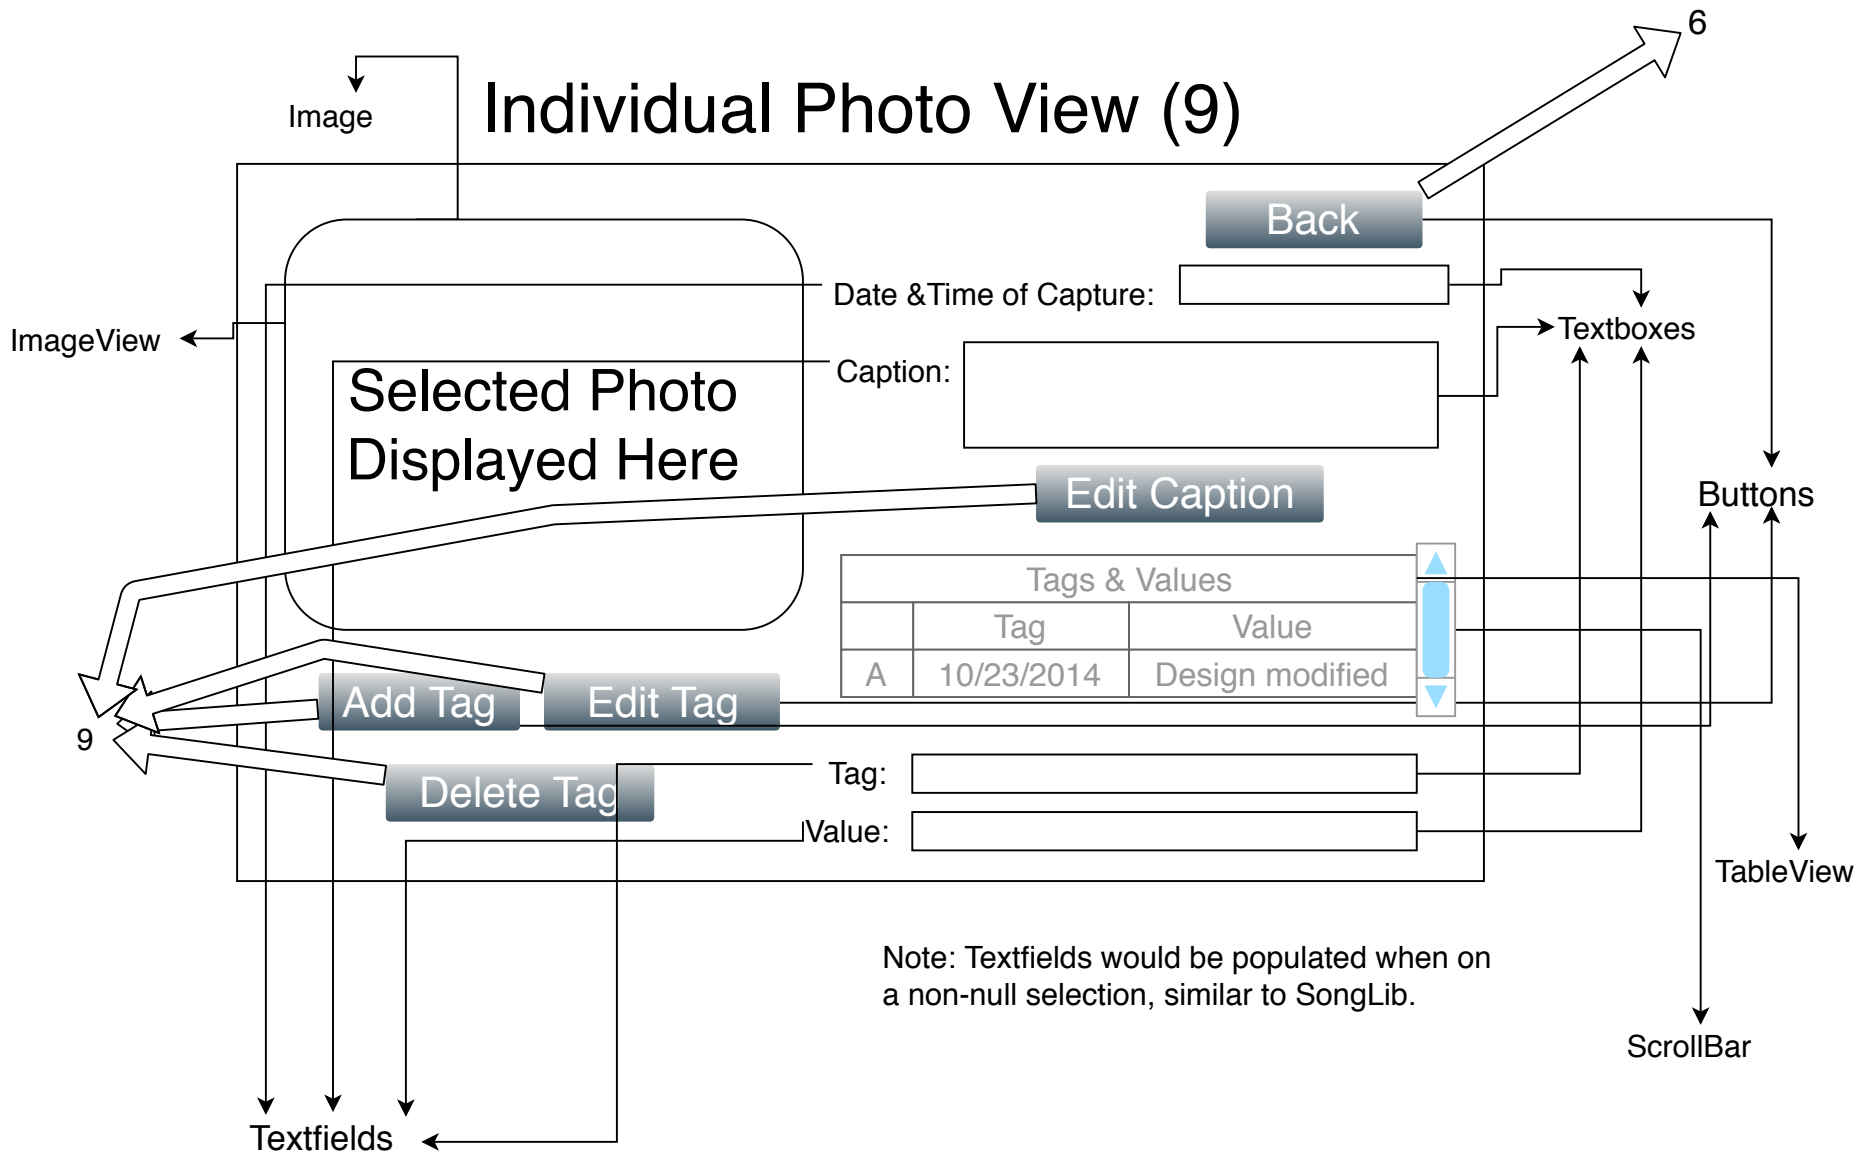 6
Image
Individual Photo View (9)
Back
Date &Time of Capture:
ImageView
Textboxes
Caption:
Selected Photo
Displayed Here
Edit Caption
Buttons
Tags & Values
Tag Value
A 10/23/2014 Design modified
Add Tag Edit Tag
9
Tag:
Delete Tag
Value:
TableView
Note: Textfields would be populated when on
a non-null selection, similar to SongLib.
ScrollBar
Textfields